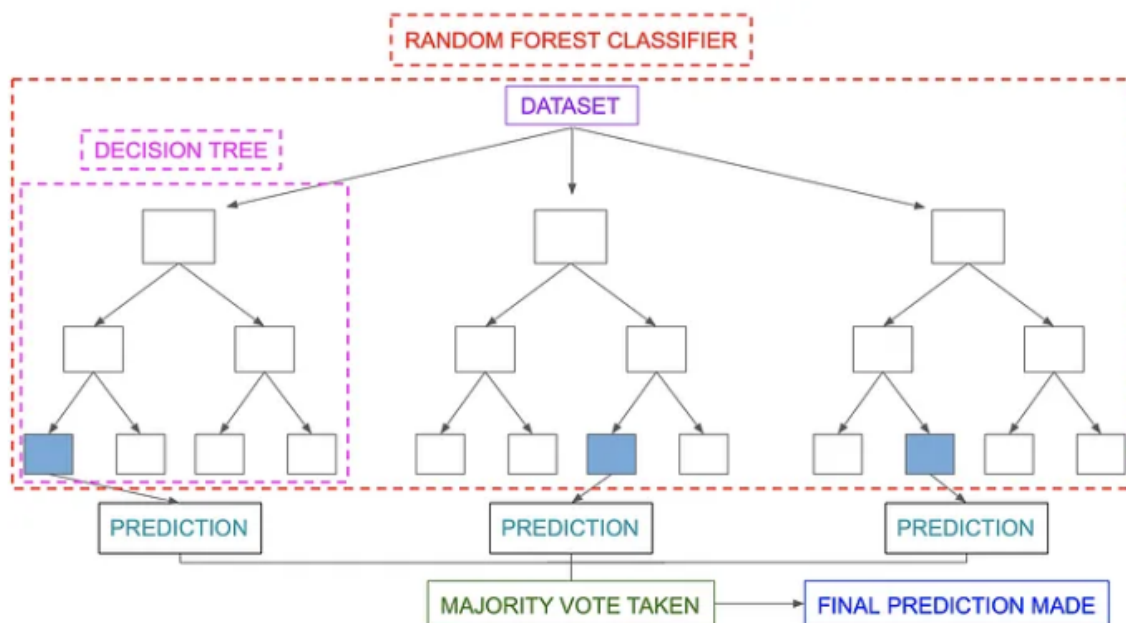 RANDOM FOREST CLASSIFIER
DATASET
DECISION TREE
PREDICTION
PREDICTION
PREDICTION
MAJORITY VOTE TAKEN
FINAL PREDICTION MADE